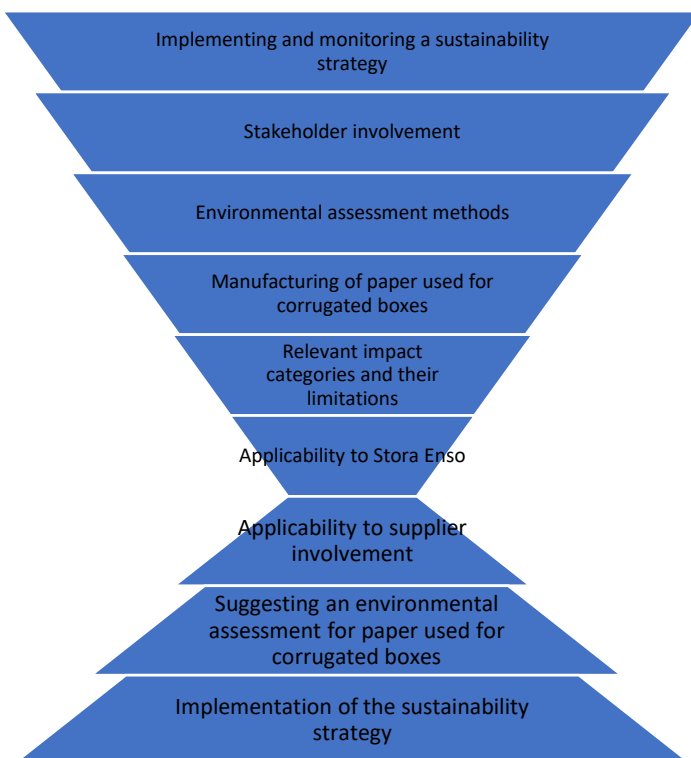 Implementing and monitoring a sustainability
strategy
Stakeholder involvement
Environmental assessment methods
Manufacturing of paper used for
corrugated boxes
Relevant impact
categories and their
limitations
Applicability to Stora Enso
Applicability to supplier
involvement
Suggesting an environmental
assessment for paper used for
corrugated boxes
Implementation of the sustainability
strategy